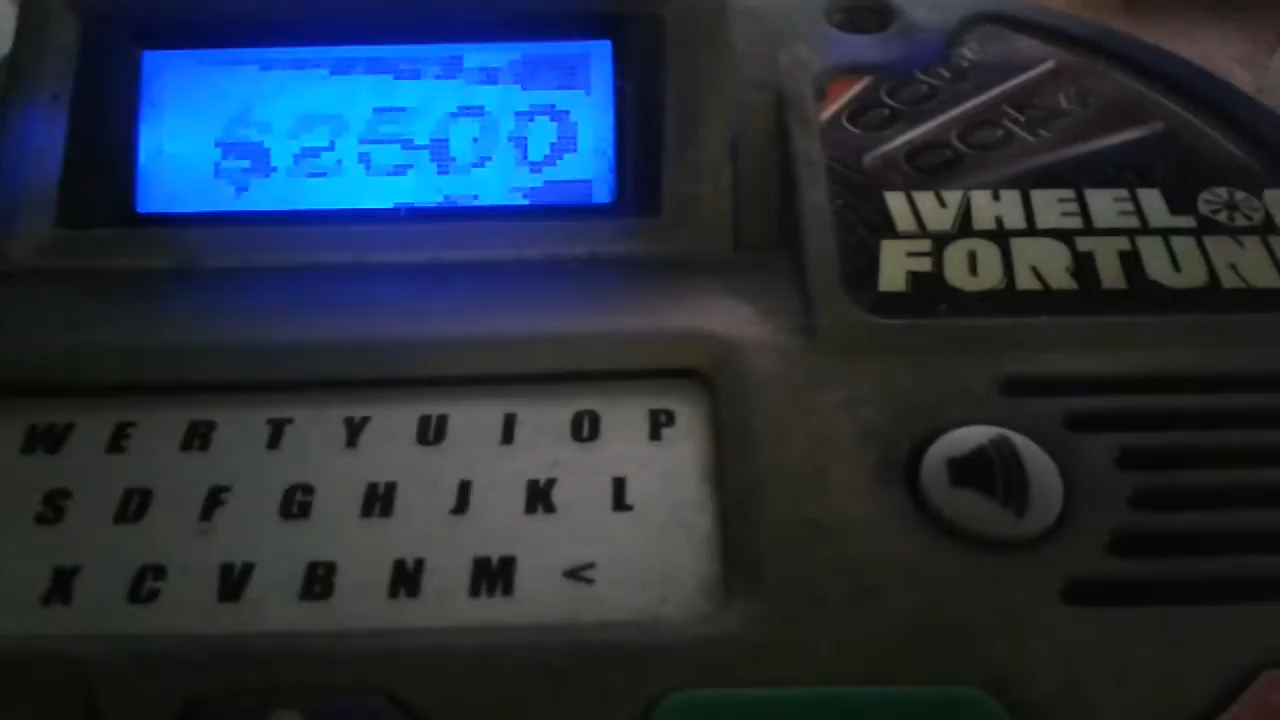 $2500
WHEEL
FORTUN
W E R T Y U I O P
S D F G H J K L
X C V B N M <